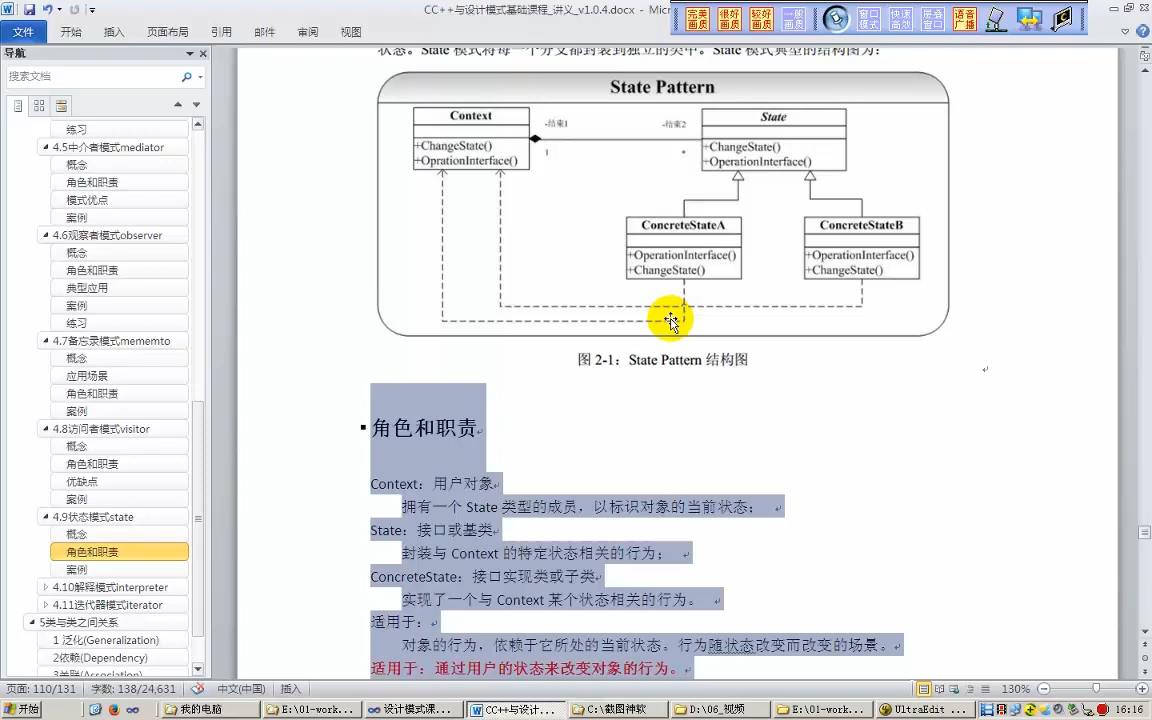 CC++与设计模式基础课程_讲义_v1.0.4.docx - Micr
完美画质
很好画质
较好画质
一般画质
窗口模式
快速高效
层叠窗口
语音广播
文件
开始
插入
页面布局
引用
邮件
审阅
视图
导航
搜索文档
练习
4.5中介者模式mediator
概念
角色和职责
模式优点
案例
4.6观察者模式observer
概念
角色和职责
典型应用
案例
练习
4.7备忘录模式mememto
概念
应用场景
角色和职责
案例
4.8访问者模式visitor
概念
角色和职责
优缺点
案例
4.9状态模式state
概念
角色和职责
案例
4.10解释模式interpreter
4.11迭代器模式iterator
5类与类之间关系
1 泛化(Generalization)
2依赖(Dependency)
3关联(Association)
状态。State 模式将每一个分支都封装到独立的类中。State 模式典型的结构图为：
State Pattern
Context
+ChangeState()
+OprationInterface()
-结束1
1
-结束2
*
State
+ChangeState()
+OperationInterface()
ConcreteStateA
+OperationInterface()
+ChangeState()
ConcreteStateB
+OperationInterface()
+ChangeState()
图 2-1：State Pattern 结构图
角色和职责
Context：用户对象
拥有一个 State 类型的成员，以标识对象的当前状态；
State：接口或基类
封装与 Context 的特定状态相关的行为；
ConcreteState：接口实现类或子类
实现了一个与 Context 某个状态相关的行为。
适用于：
对象的行为，依赖于它所处的当前状态。行为随状态改变而改变的场景。
适用于：通过用户的状态来改变对象的行为。
页面: 110/131
字数: 138/24,631
中文(中国)
插入
130%
开始
我的电脑
E:\01-work...
设计模式课...
CC++与设计...
C:\截图神软
D:\06_视频
E:\01-work...
UltraEdit ...
16:16